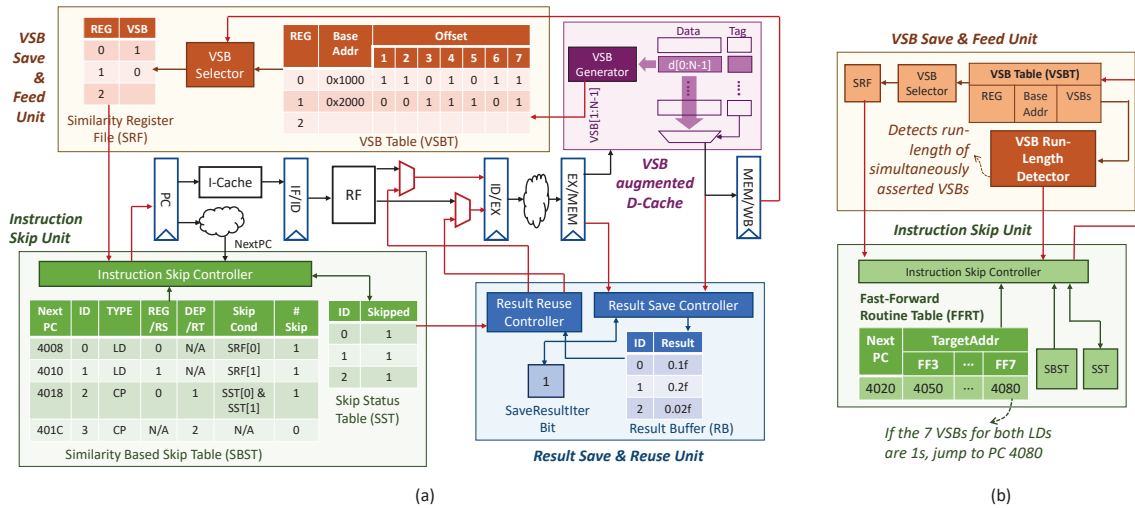 VSB
Save
&
Feed
Unit
REG VSB
0 1
1 0
2
Similarity Register
File (SRF)
VSB
Selector
REG Base Addr Offset
1 2 3 4 5 6 7
0 0x1000 1 1 0 1 0 1 1
1 0x2000 0 0 1 1 1 0 1
2
VSB Table (VSBT)
Data Tag
VSB
Generator
d[0:N-1]
VSB[1:N-1]
VSB
augmented
D-Cache
PC
I-Cache
NextPC
IF/ID
RF
ID/EX
EX/MEM
MEM/WB
Instruction
Skip Unit
Instruction Skip Controller
Next PC ID TYPE REG /RS DEP /RT Skip Cond # Skip
4008 0 LD 0 N/A SRF[0] 1
4010 1 LD 1 N/A SRF[1] 1
4018 2 CP 0 1 SST[0] & SST[1] 1
401C 3 CP N/A 2 N/A 0
Similarity Based Skip Table (SBST)
ID Skipped
0 1
1 1
2 1
Skip Status
Table (SST)
Result Reuse
Controller
Result Save Controller
1
SaveResultIter
Bit
ID Result
0 0.1f
1 0.2f
2 0.02f
Result Buffer (RB)
Result Save & Reuse Unit
(a)
VSB Save & Feed Unit
SRF
VSB
Selector
VSB Table (VSBT)
REG Base Addr VSBs
Detects run-
length of
simultaneously
asserted VSBs
VSB Run-
Length
Detector
Instruction Skip Unit
Instruction Skip Controller
Fast-Forward
Routine Table (FFRT)
Next PC TargetAddr
FF3 ... FF7
4020 4050 ... 4080
SBST
SST
If the 7 VSBs for both LDs
are 1s, jump to PC 4080
(b)